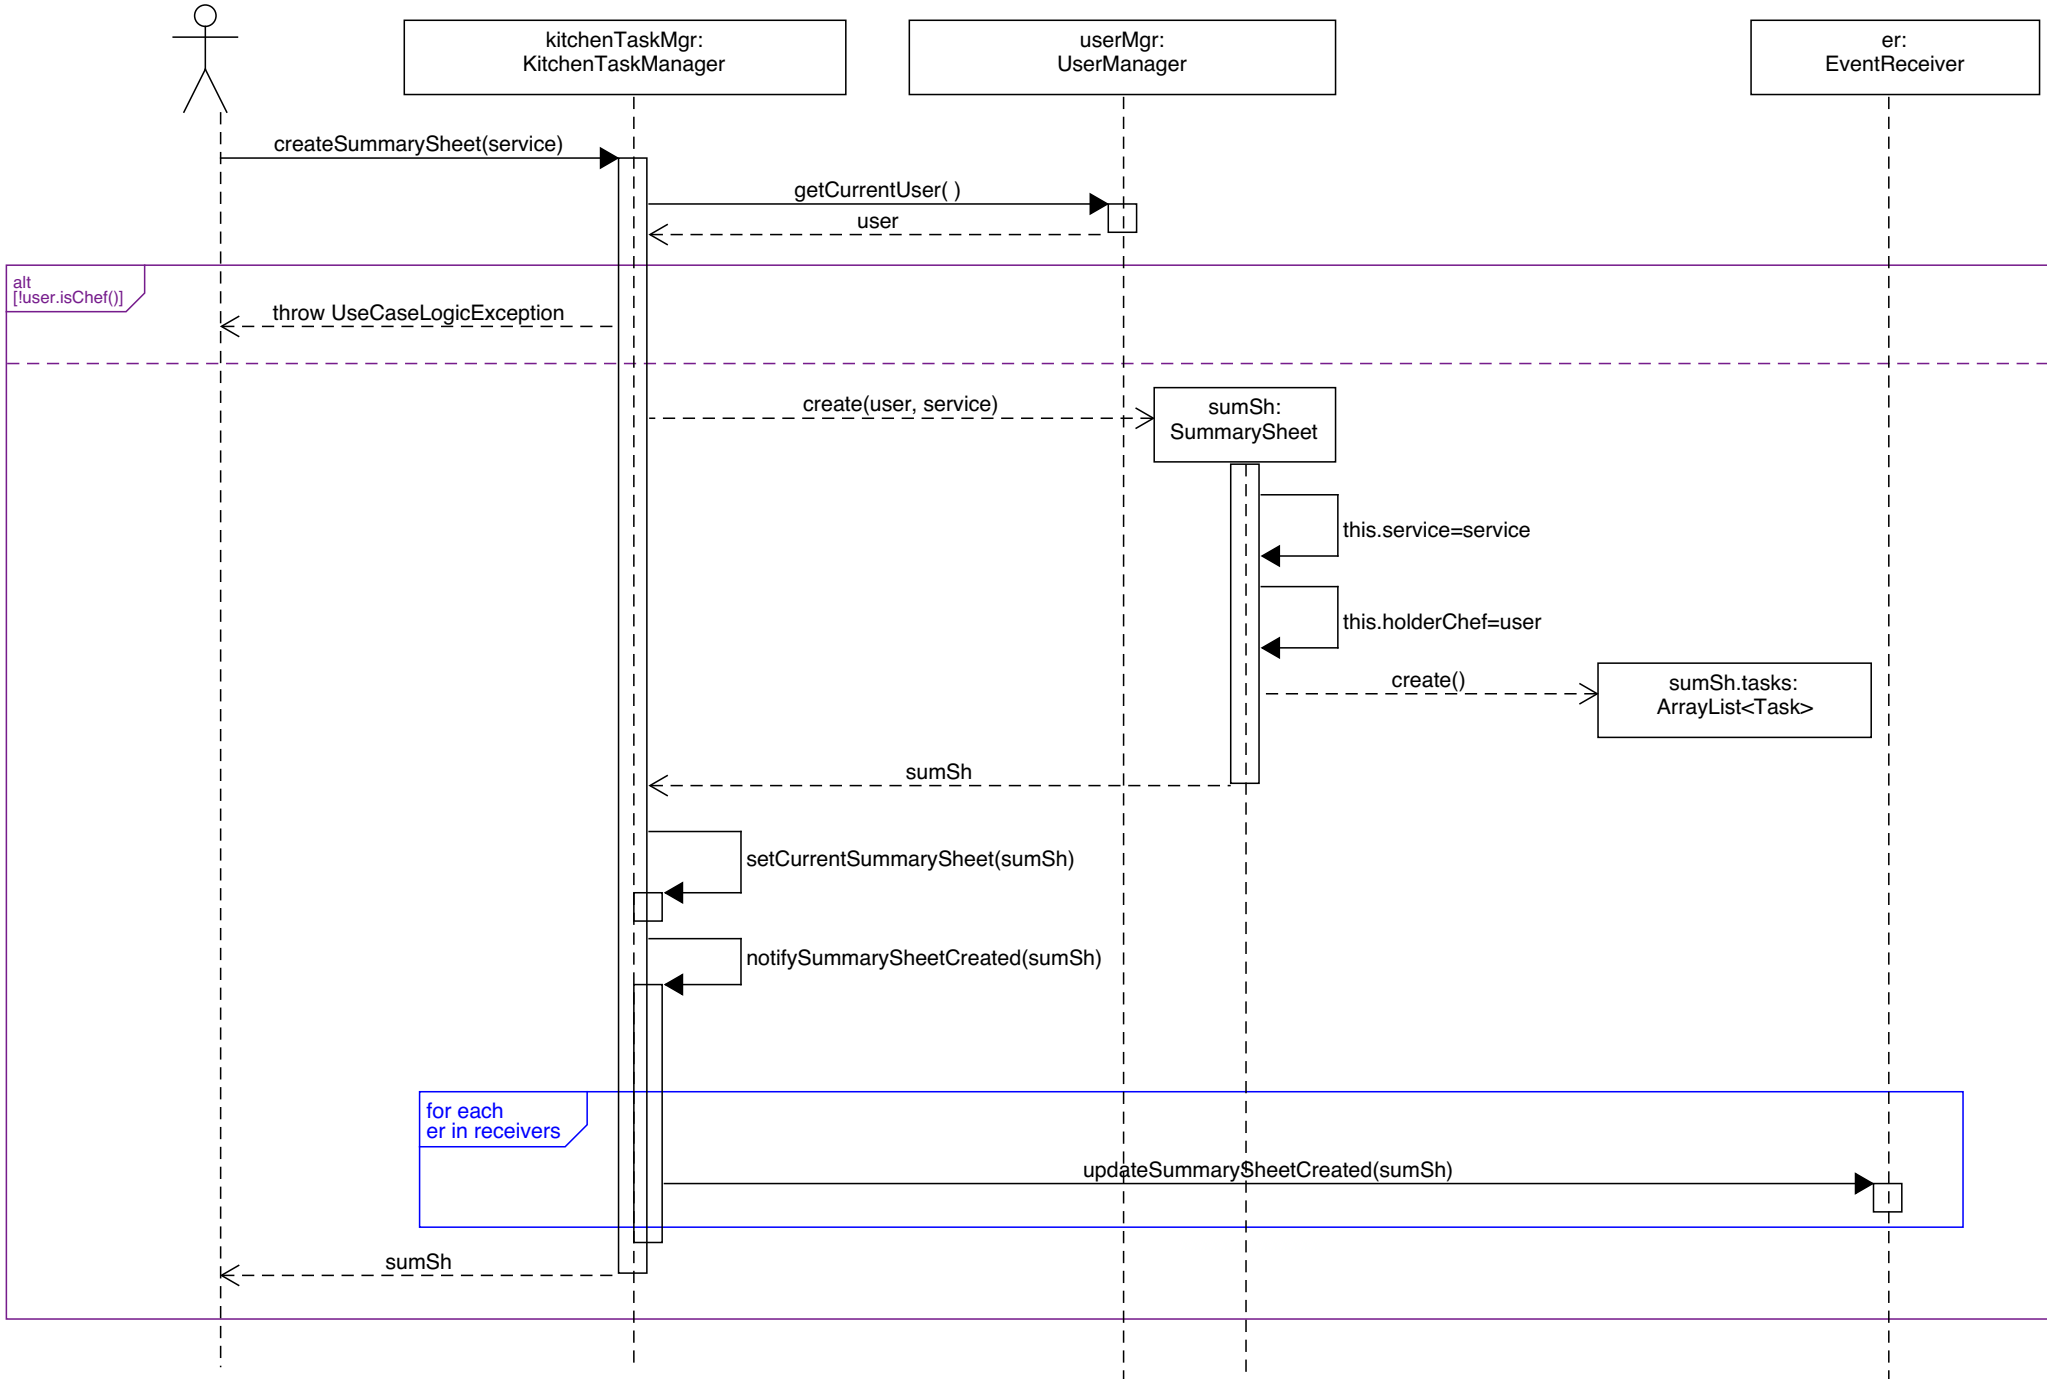 kitchenTaskMgr:
KitchenTaskManager
userMgr:
UserManager
er:
EventReceiver
createSummarySheet(service)
getCurrentUser( )
user
alt
[!user.isChef()]
throw UseCaseLogicException
create(user, service)
sumSh:
SummarySheet
this.service=service
this.holderChef=user
create()
sumSh.tasks:
ArrayList<Task>
sumSh
setCurrentSummarySheet(sumSh)
notifySummarySheetCreated(sumSh)
for each
er in receivers
updateSummarySheetCreated(sumSh)
sumSh